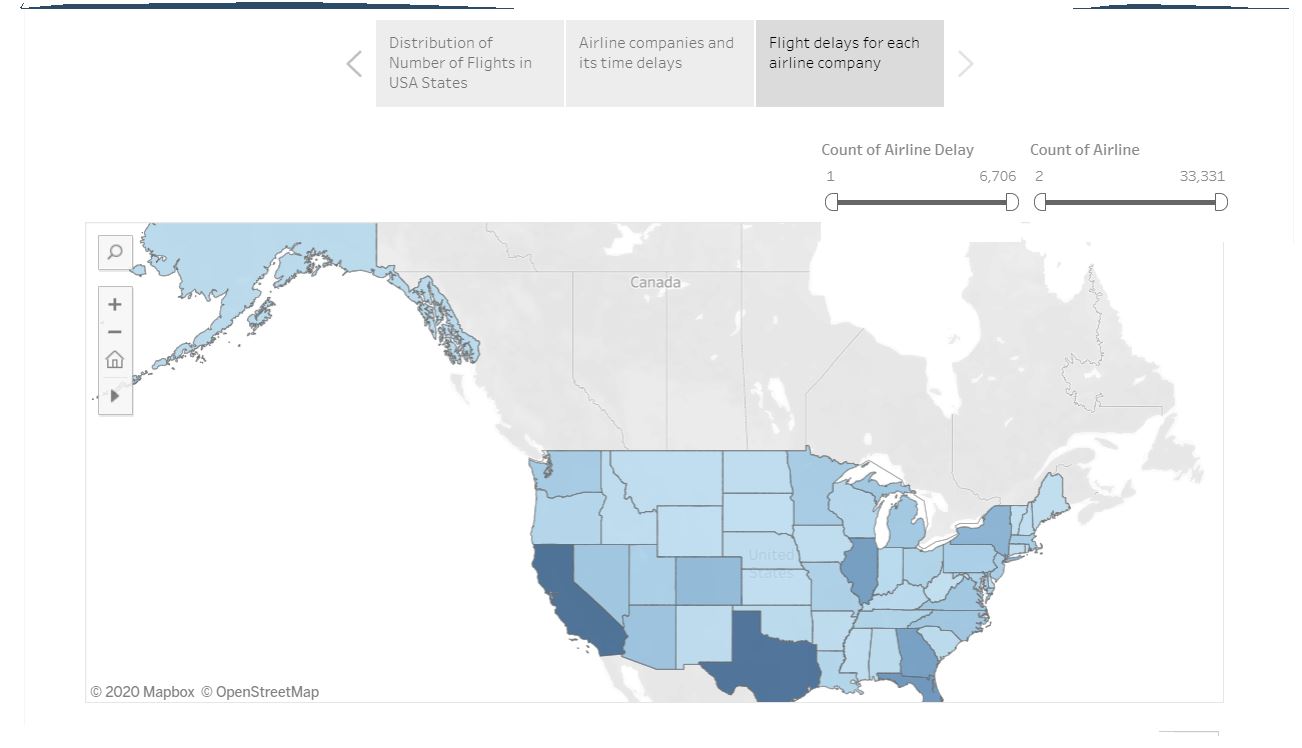 Distribution of
Number of Flights in
USA States
Airline companies and
its time delays
Flight delays for each
airline company
Count of Airline Delay
1 6,706
Count of Airline
2 33,331
Canada
United
States
© 2020 Mapbox © OpenStreetMap